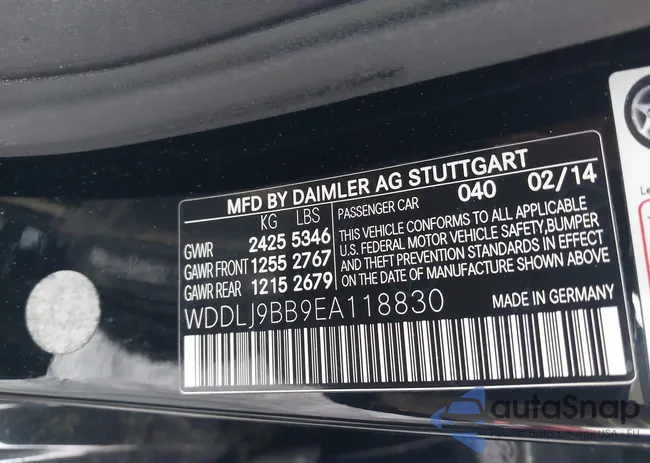 MFD BY DAIMLER AG STUTTGART
KG LBS
GVWR 2425 5346
GAWR FRONT 1255 2767
GAWR REAR 1215 2679
PASSENGER CAR 040 02/14
THIS VEHICLE CONFORMS TO ALL APPLICABLE
U.S. FEDERAL MOTOR VEHICLE SAFETY,BUMPER
AND THEFT PREVENTION STANDARDS IN EFFECT
ON THE DATE OF MANUFACTURE SHOWN ABOVE
WDDLJ9BB9EA118830 MADE IN GERMANY
autoSnap